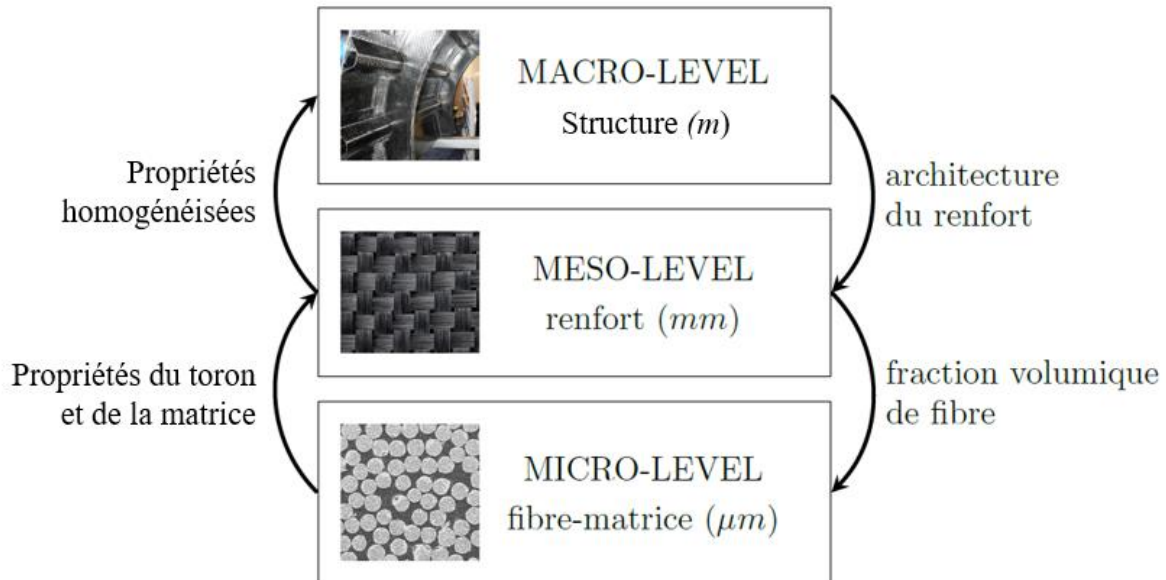 MACRO-LEVEL
Structure (m)
Propriétés
homogénéisées
architecture
du renfort
MESO-LEVEL
renfort (mm)
Propriétés du toron
et de la matrice
fraction volumique
de fibre
MICRO-LEVEL
fibre-matrice (μm)